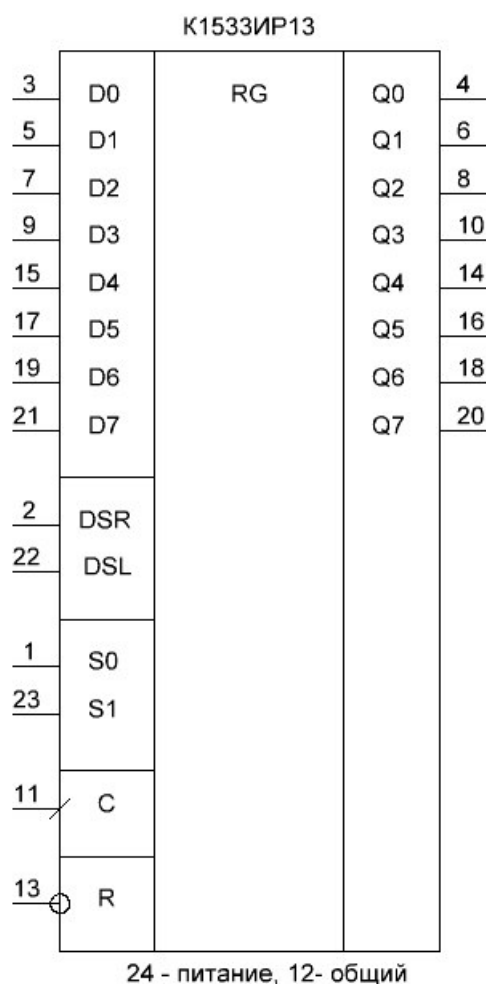 К1533ИР13
3 D0 RG Q0 4
5 D1 Q1 6
7 D2 Q2 8
9 D3 Q3 10
15 D4 Q4 14
17 D5 Q5 16
19 D6 Q6 18
21 D7 Q7 20
2 DSR
22 DSL
1 S0
23 S1
11 C
13 R
24 - питание, 12- общий